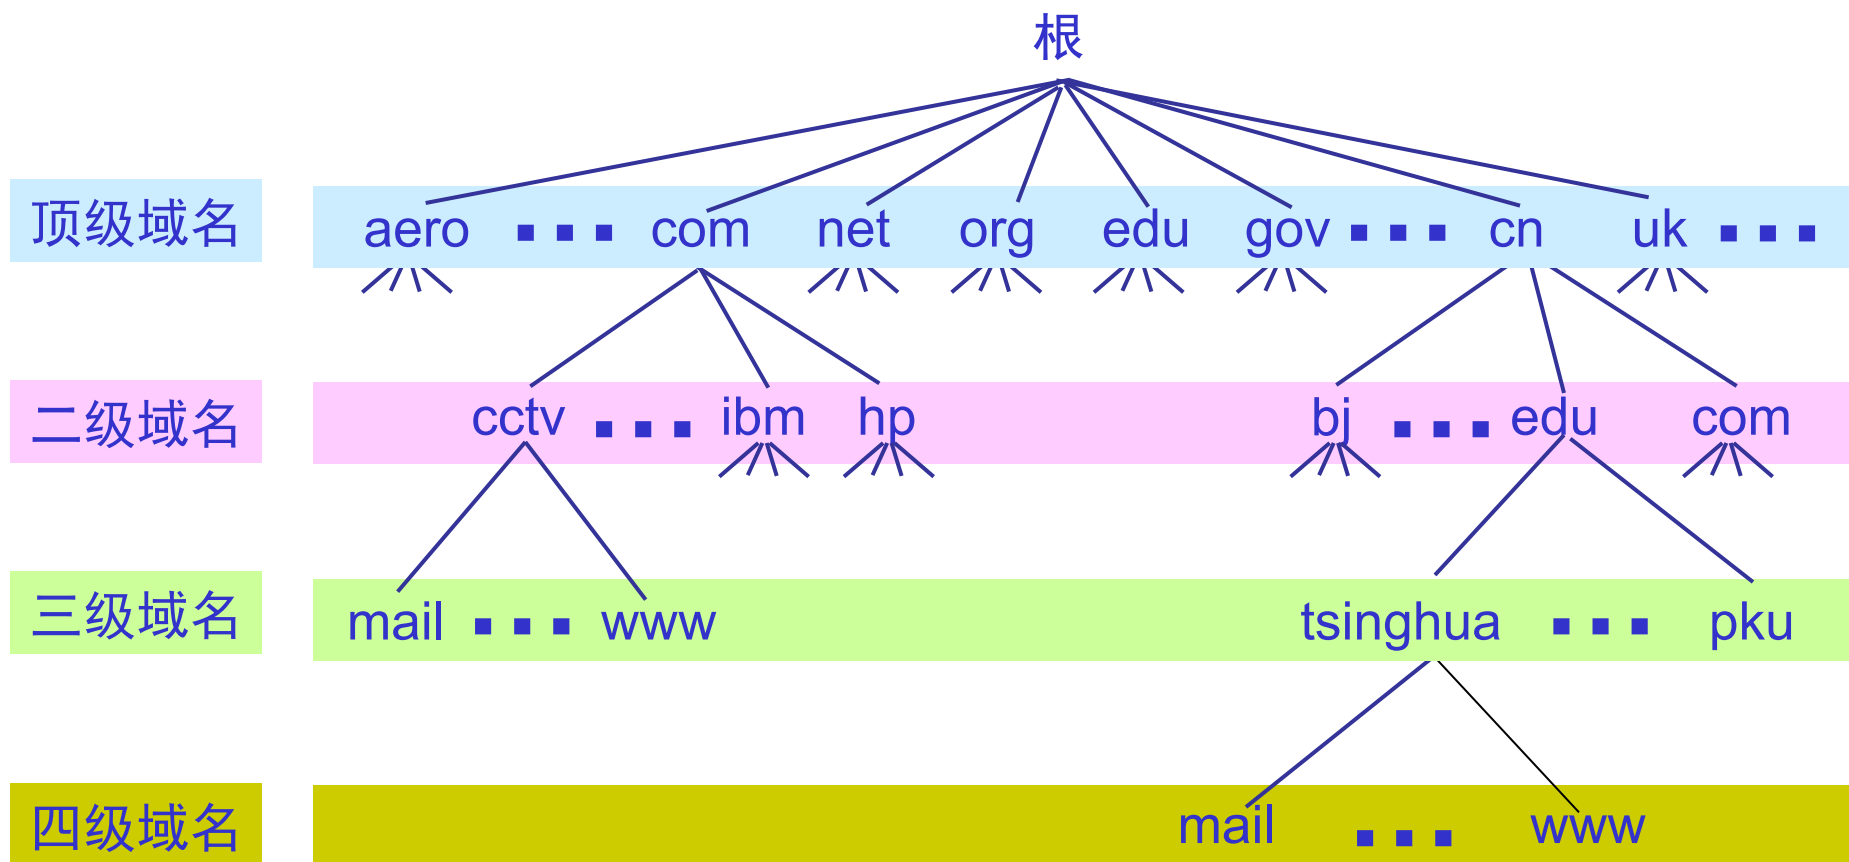 根
顶级域名 aero ... com net org edu gov ... cn uk ...
二级域名 cctv ... ibm hp bj ... edu com
三级域名 mail ... www tsinghua ... pku
四级域名 mail ... www